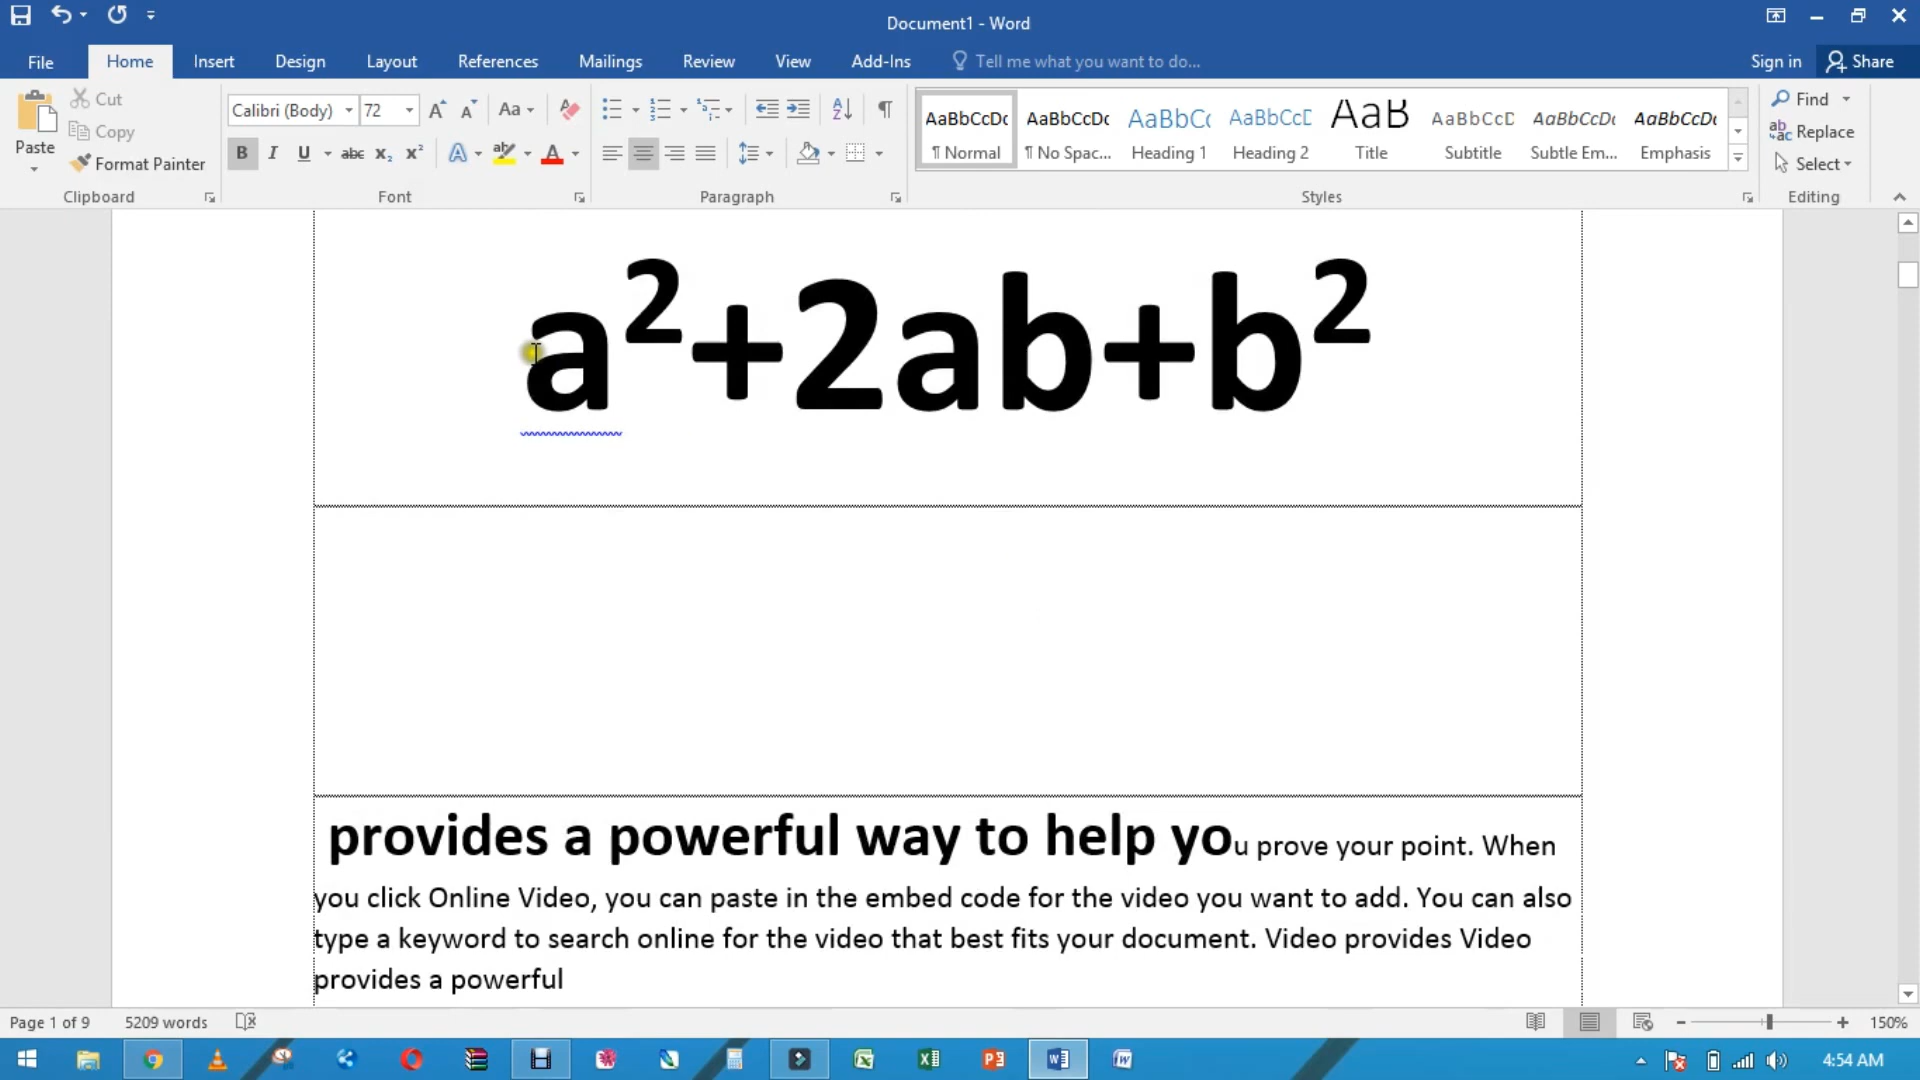 Document1 - Word
File Home Insert Design Layout References Mailings Review View Add-Ins Tell me what you want to do... Sign in Share
Paste Cut Copy Format Painter Clipboard
Calibri (Body) 72 Aa
B I U abc x₂ x² A ab A Font
Paragraph
AaBbCcDc AaBbCcDc AaBbCc AaBbCcD AaB AaBbCcD AaBbCcDc AaBbCcDc
¶ Normal ¶ No Spac... Heading 1 Heading 2 Title Subtitle Subtle Em... Emphasis
Styles
Find
Replace
Select
Editing
a²+2ab+b²
provides a powerful way to help you prove your point. When
you click Online Video, you can paste in the embed code for the video you want to add. You can also
type a keyword to search online for the video that best fits your document. Video provides Video
provides a powerful
Page 1 of 9 5209 words 150%
4:54 AM